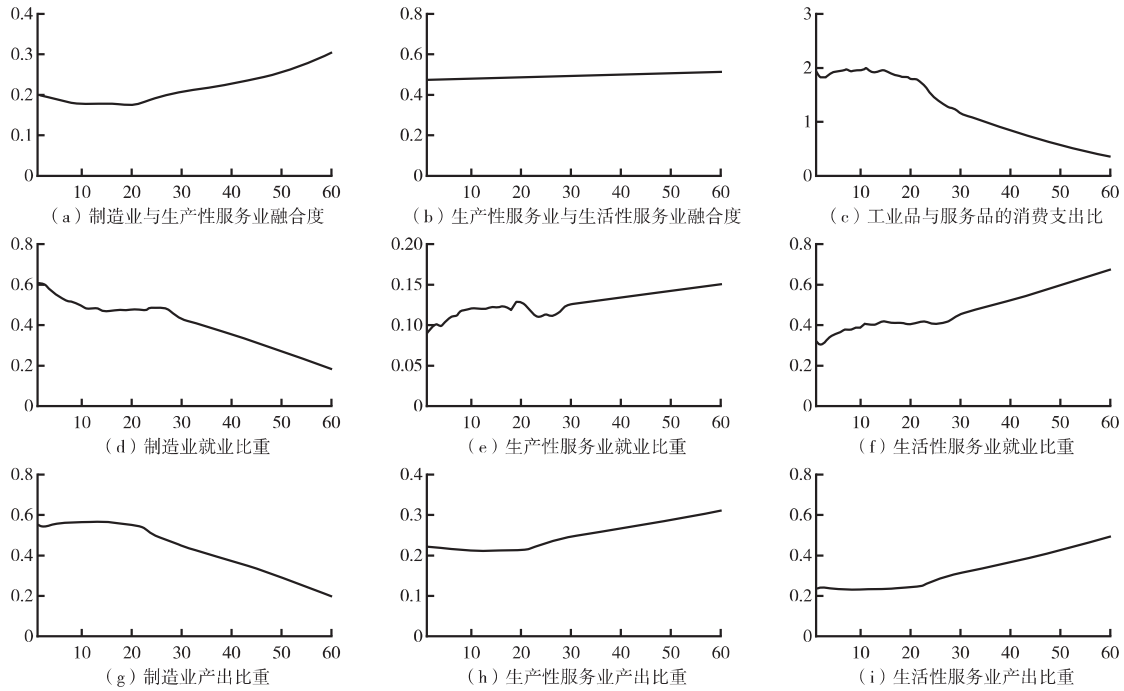 0.4 0.8 3
0.3 0.6 2
0.2 0.4
0.1 0.2 1
0 0 0
10 20 30 40 50 60 10 20 30 40 50 60 10 20 30 40 50 60
（a）制造业与生产性服务业融合度 （b）生产性服务业与生活性服务业融合度 （c）工业品与服务品的消费支出比
0.8 0.20 0.8
0.6 0.15 0.6
0.4 0.10 0.4
0.2 0.05 0.2
0 0 0
10 20 30 40 50 60 10 20 30 40 50 60 10 20 30 40 50 60
（d）制造业就业比重 （e）生产性服务业就业比重 （f）生活性服务业就业比重
0.8 0.4 0.8
0.6 0.3 0.6
0.4 0.2 0.4
0.2 0.1 0.2
0 0 0
10 20 30 40 50 60 10 20 30 40 50 60 10 20 30 40 50 60
（g）制造业产出比重 （h）生产性服务业产出比重 （i）生活性服务业产出比重